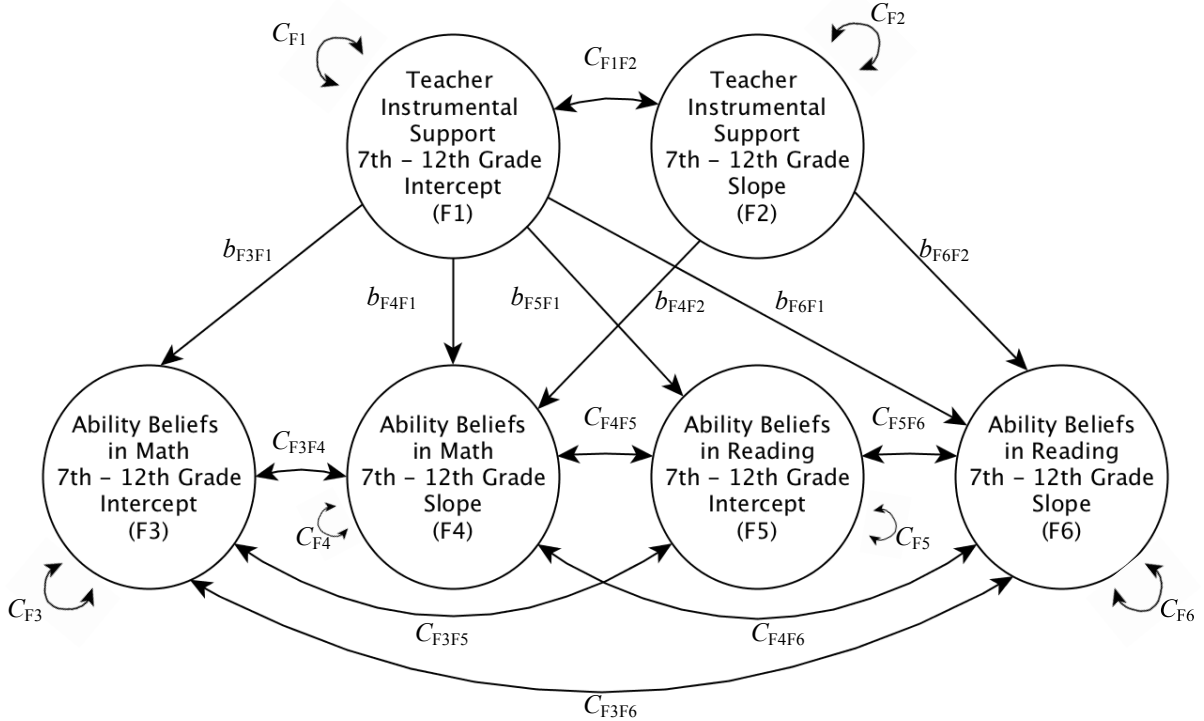 C_F1
C_F2
C_F1F2
Teacher
Instrumental
Support
7th – 12th Grade
Intercept
(F1)
Teacher
Instrumental
Support
7th – 12th Grade
Slope
(F2)
b_F3F1
b_F4F1
b_F5F1
b_F4F2
b_F6F1
b_F6F2
Ability Beliefs
in Math
7th – 12th Grade
Intercept
(F3)
C_F3F4
Ability Beliefs
in Math
7th – 12th Grade
Slope
(F4)
C_F4F5
Ability Beliefs
in Reading
7th – 12th Grade
Intercept
(F5)
C_F5F6
Ability Beliefs
in Reading
7th – 12th Grade
Slope
(F6)
C_F4
C_F5
C_F3
C_F6
C_F3F5
C_F4F6
C_F3F6